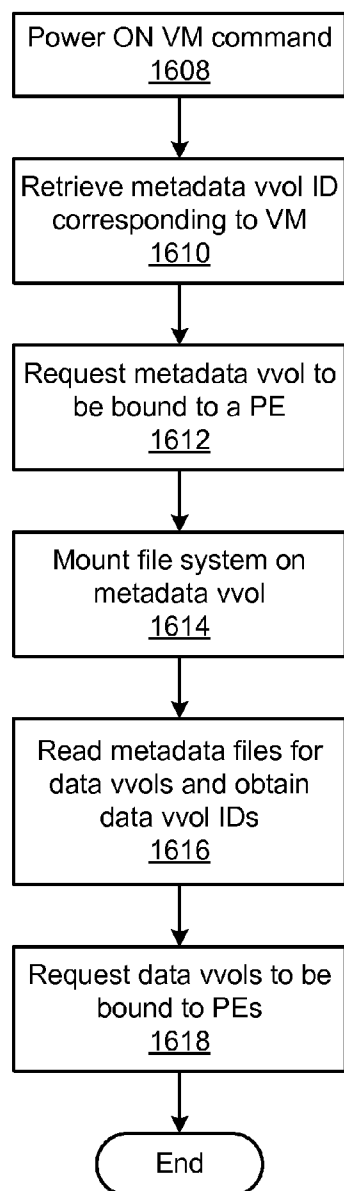 Power ON VM command
1608
Retrieve metadata vvol ID
corresponding to VM
1610
Request metadata vvol to
be bound to a PE
1612
Mount file system on
metadata vvol
1614
Read metadata files for
data vvols and obtain
data vvol IDs
1616
Request data vvols to be
bound to PEs
1618
End